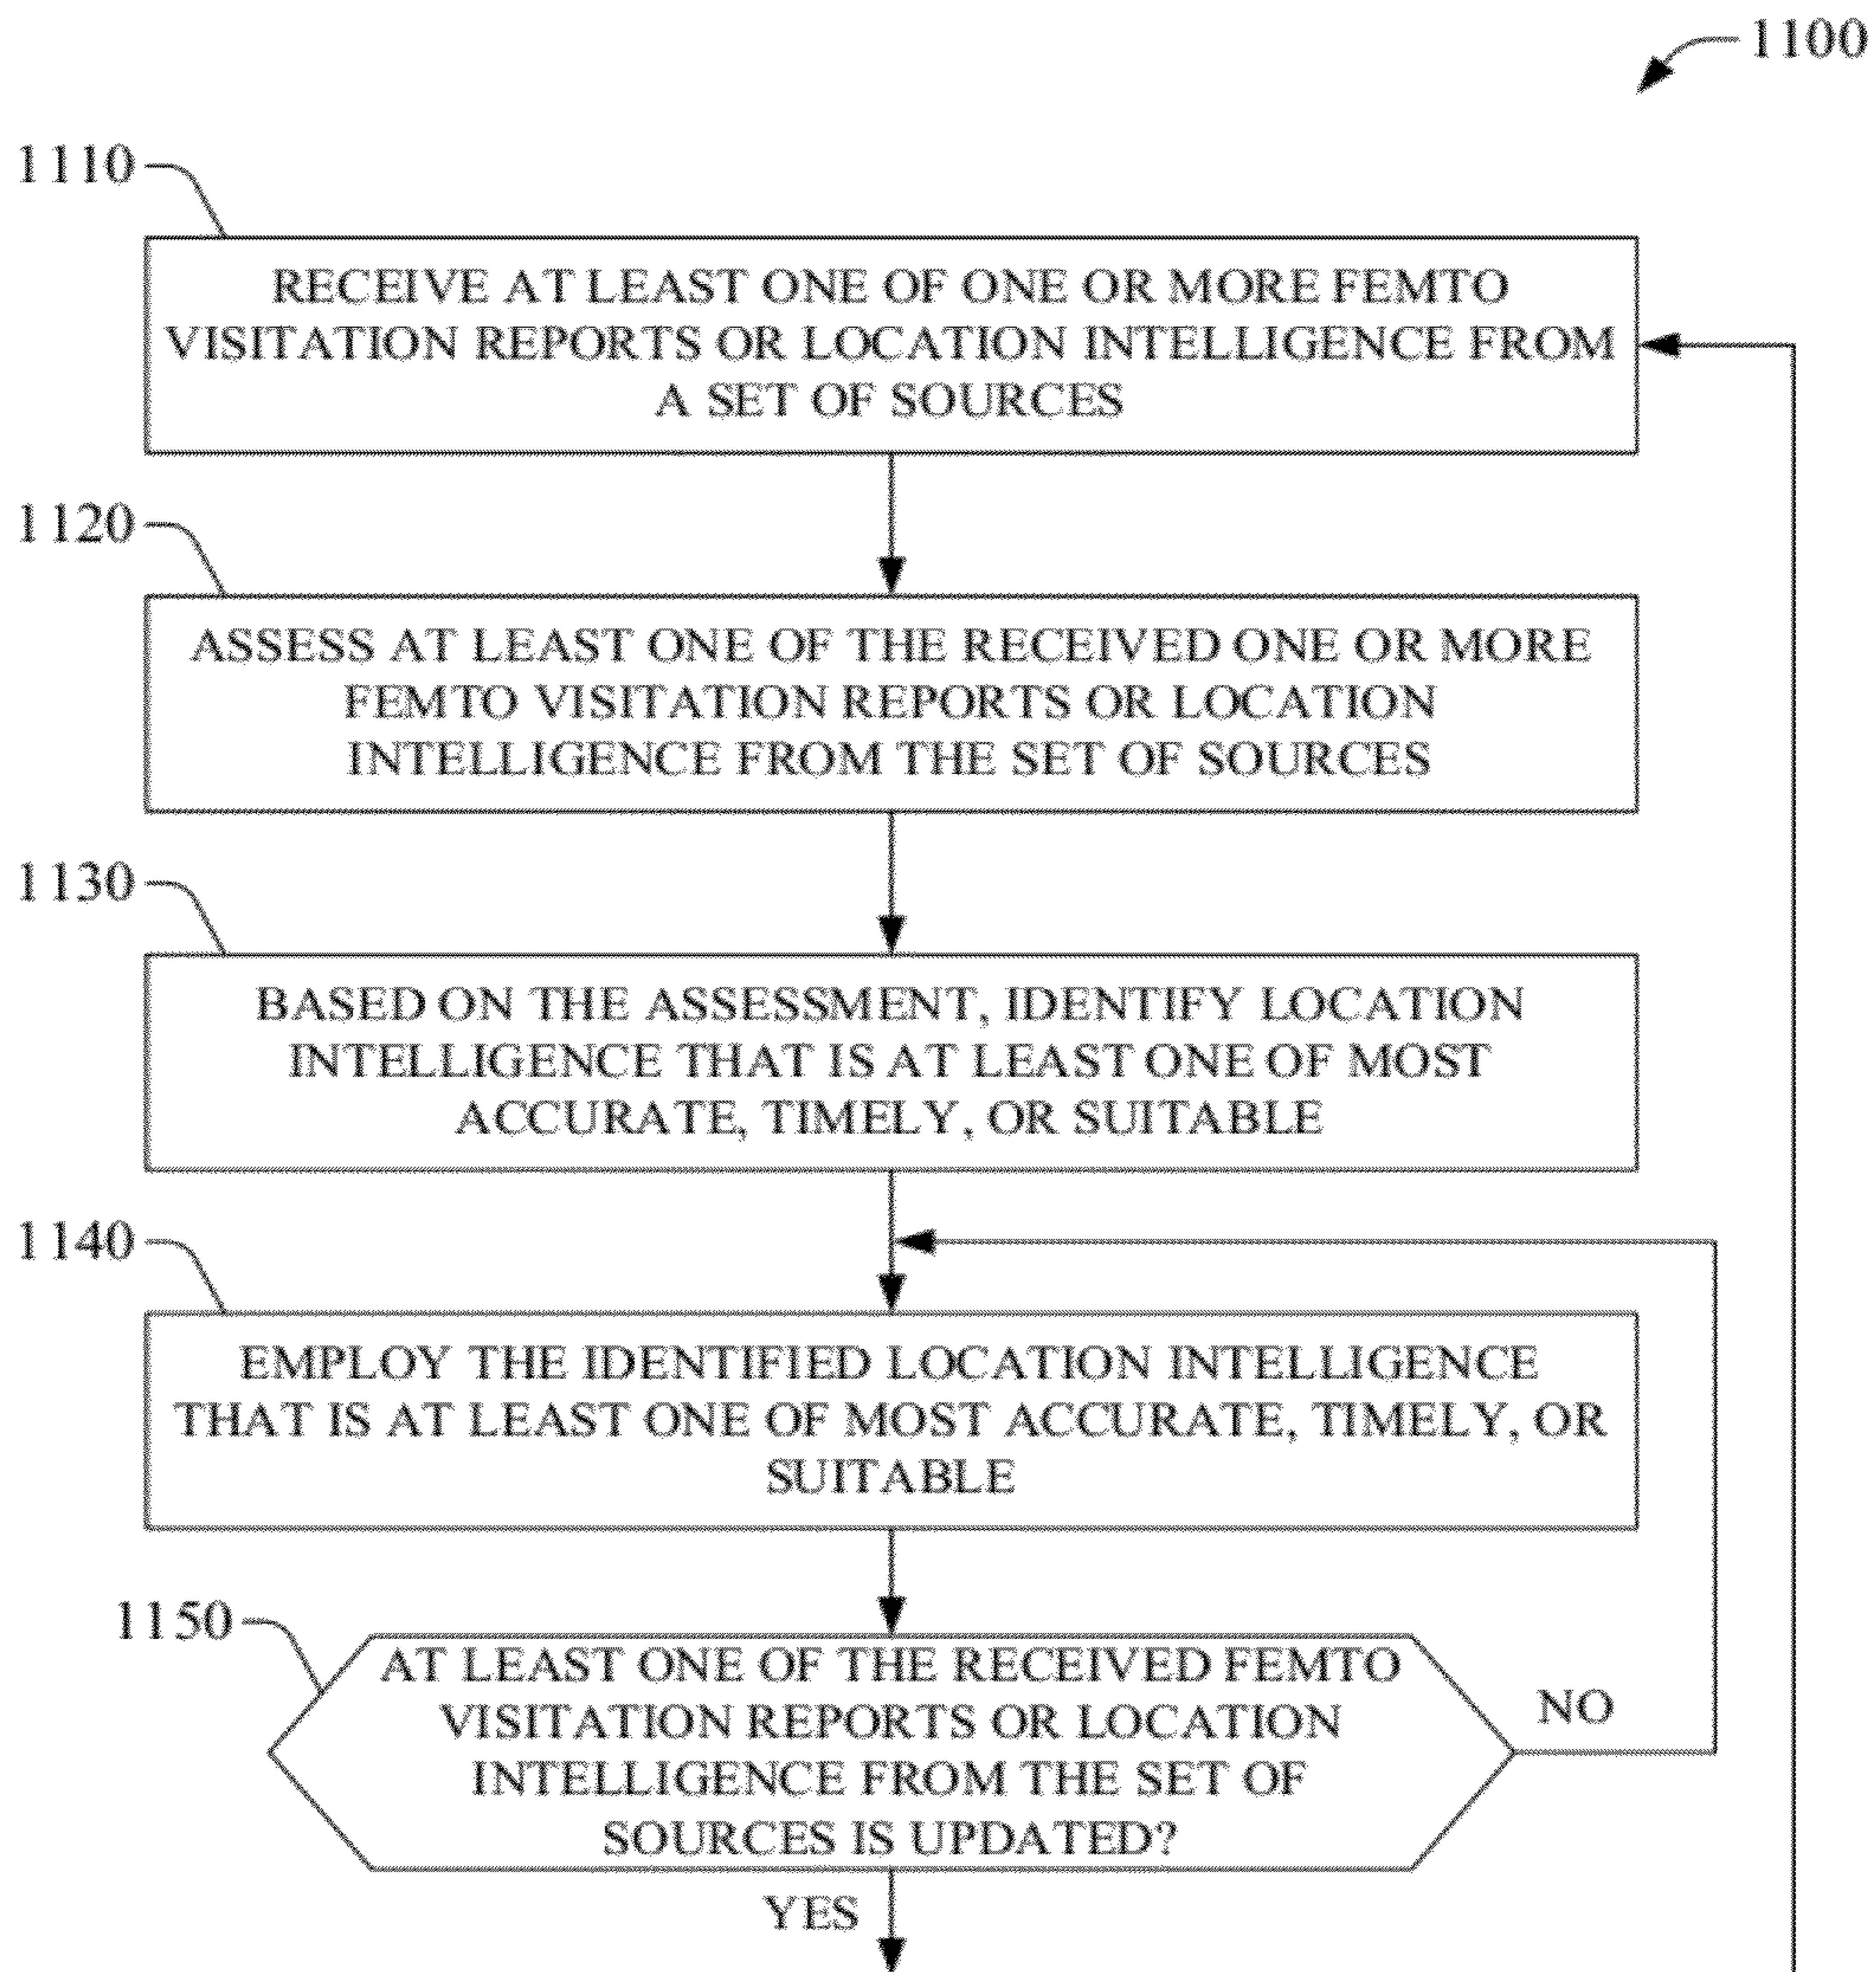 1100
1110
RECEIVE AT LEAST ONE OF ONE OR MORE FEMTO
VISITATION REPORTS OR LOCATION INTELLIGENCE FROM
A SET OF SOURCES
1120
ASSESS AT LEAST ONE OF THE RECEIVED ONE OR MORE
FEMTO VISITATION REPORTS OR LOCATION
INTELLIGENCE FROM THE SET OF SOURCES
1130
BASED ON THE ASSESSMENT, IDENTIFY LOCATION
INTELLIGENCE THAT IS AT LEAST ONE OF MOST
ACCURATE, TIMELY, OR SUITABLE
1140
EMPLOY THE IDENTIFIED LOCATION INTELLIGENCE
THAT IS AT LEAST ONE OF MOST ACCURATE, TIMELY, OR
SUITABLE
1150
AT LEAST ONE OF THE RECEIVED FEMTO
VISITATION REPORTS OR LOCATION
INTELLIGENCE FROM THE SET OF
SOURCES IS UPDATED?
NO
YES